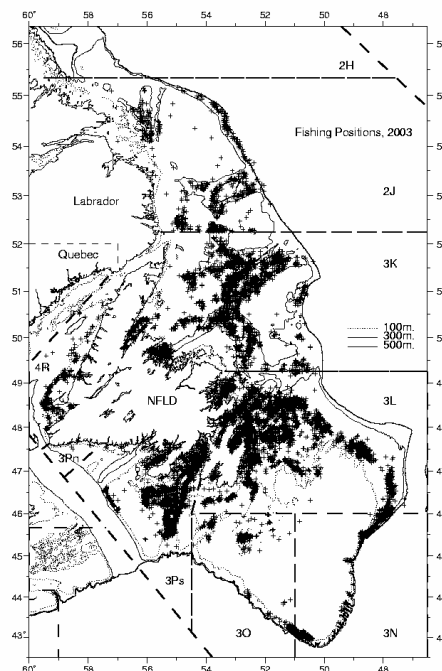 60° 58 56 54 52 50 48
56
55
54
53
52
51
50
49
48
47
46
45
44
43°
2H
Fishing Positions, 2003
Labrador
2J
Quebec
3K
100m.
300m.
500m.
4R
NFLD
3L
3Pn
3Ps
3O
3N
60° 58 56 54 52 50 48